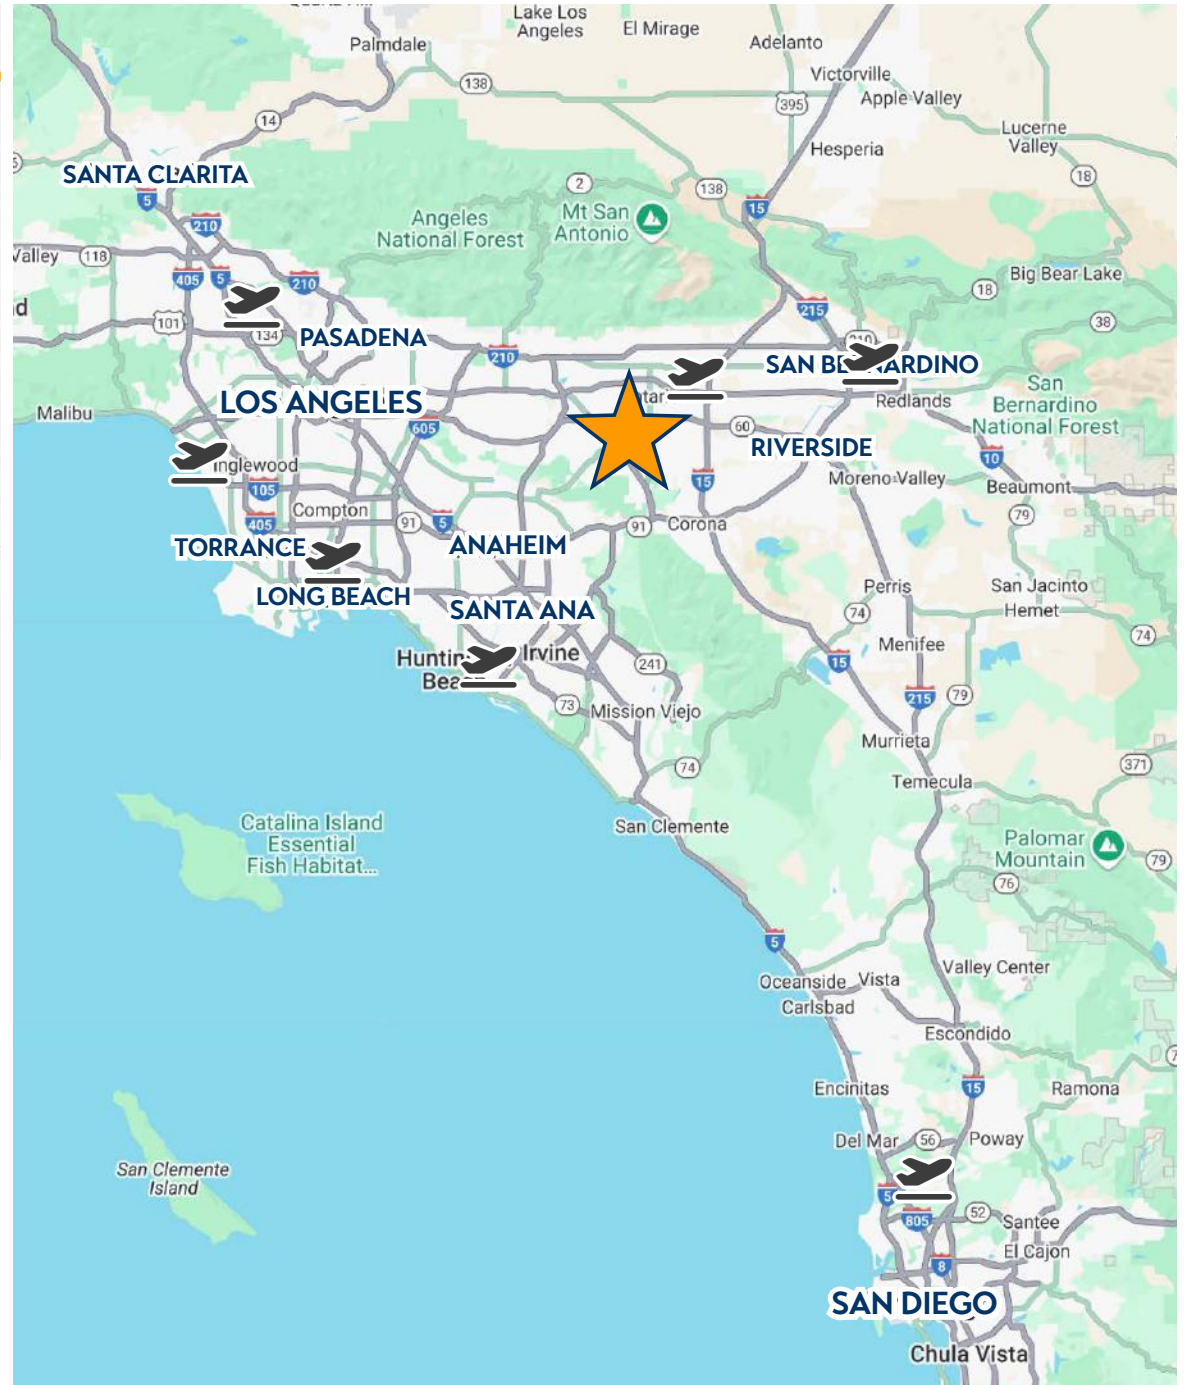 Lake Los
Angeles
El Mirage
Palmdale
Adelanto
138
Victorville
395
Apple Valley
14
Lucerne
Valley
Hesperia
SANTA CLARITA
5
2
138
18
15
210
Angeles
National Forest
Mt San
Antonio
Valley
118
405
5
210
Big Bear Lake
18
215
101
134
38
PASADENA
210
210
SAN BERNARDINO
San
Bernardino
National Forest
LOS ANGELES
Redlands
Malibu
605
60
RIVERSIDE
10
Inglewood
105
15
Moreno Valley
Beaumont
Compton
405
91
5
91
Corona
79
TORRANCE
ANAHEIM
LONG BEACH
SANTA ANA
Perris
San Jacinto
Hemet
74
74
Menifee
Irvine
241
15
215
79
73
Mission Viejo
Murrieta
74
371
Temecula
Catalina Island
Essential
Fish Habitat...
San Clemente
Palomar
Mountain
79
76
5
Valley Center
Oceanside
Vista
Carlsbad
Escondido
Encinitas
15
Ramona
Del Mar
56
Poway
San Clemente
Island
5
805
52
Santee
El Cajon
8
SAN DIEGO
Chula Vista